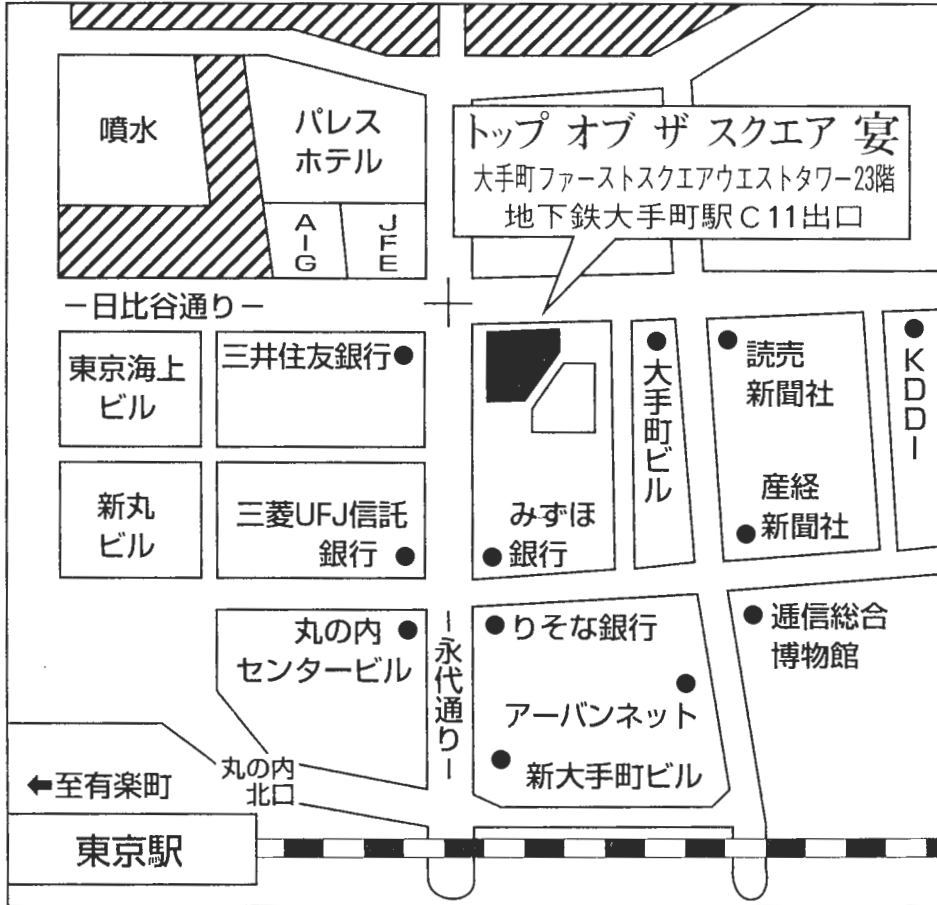 噴水
パレス
ホテル
トップ オブ ザ スクエア 宴
大手町ファーストスクエアウエストタワー23階
地下鉄大手町駅C11出口
AIG
JFE
ー日比谷通りー
東京海上
ビル
三井住友銀行
大手町ビル
読売
新聞社
KDDI
新丸
ビル
三菱UFJ信託
銀行
みずほ
銀行
産経
新聞社
丸の内
センタービル
ー永代通りー
りそな銀行
逓信総合
博物館
アーバンネット
新大手町ビル
←至有楽町
丸の内
北口
東京駅